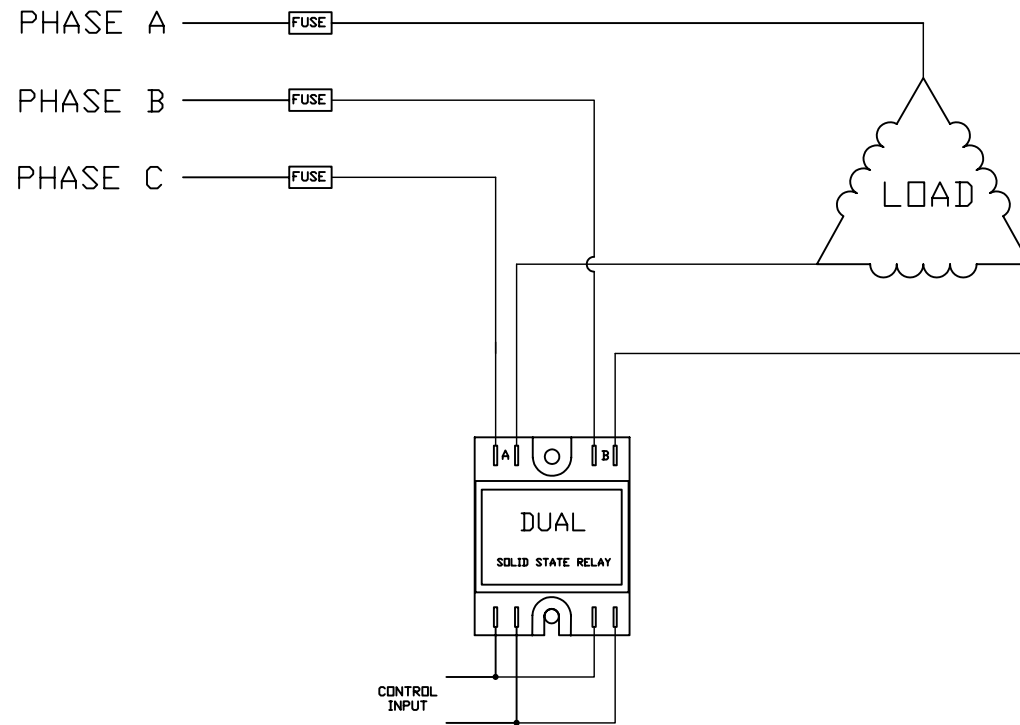 PHASE A
FUSE
PHASE B
FUSE
PHASE C
FUSE
LOAD
A
B
DUAL
SOLID STATE RELAY
CONTROL
INPUT